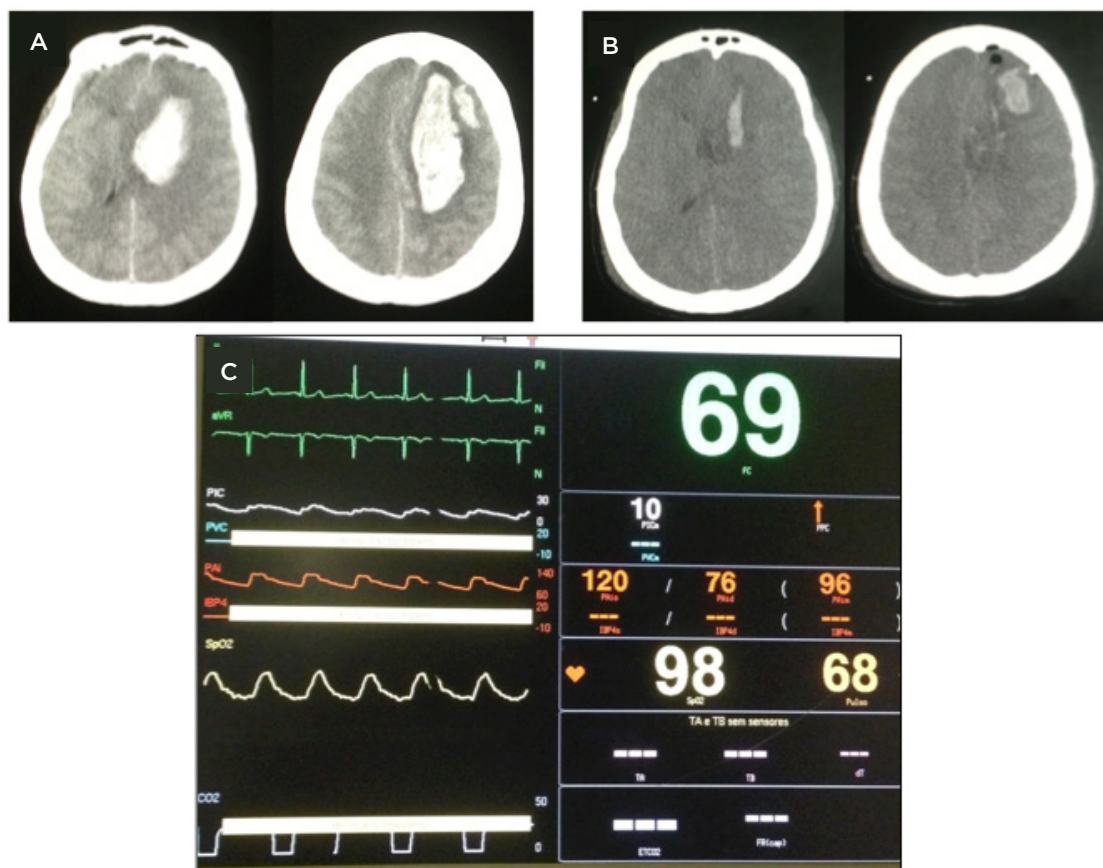 A
B
C
FII
69
N
FC
aVR
FII
N
PIC
30
10
0
PICm
PPC
PVC
20
---
-10
PVCm
PAI
140
120 / 76 ( 96 )
60
PAIs
PAId
PAIm
IBP4
20
--- / --- ( --- )
-10
IBP4s
IBP4d
IBP4m
SpO2
98
68
SpO2
Pulso
TA e TB sem sensores
---
---
---
TA
TB
dT
CO2
50
---
---
0
ETCO2
FR(cap)